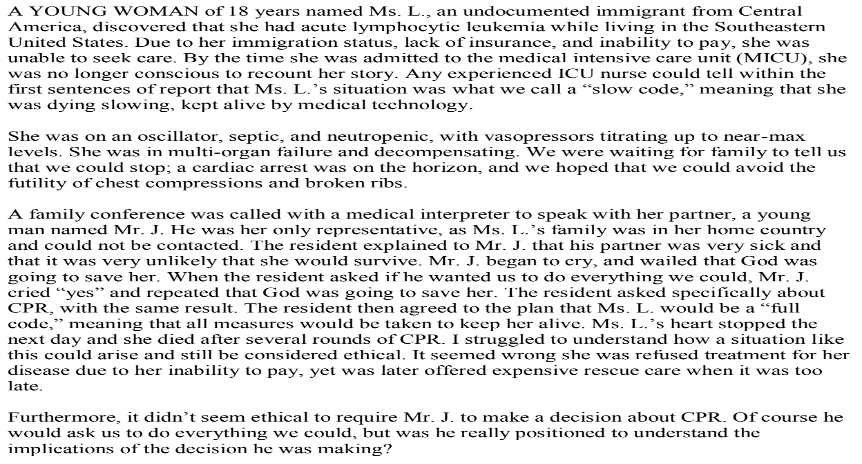 A YOUNG WOMAN of 18 years named Ms. L., an undocumented immigrant from Central
America, discovered that she had acute lymphocytic leukemia while living in the Southeastern
United States. Due to her immigration status, lack of insurance, and inability to pay, she was
unable to seek care. By the time she was admitted to the medical intensive care unit (MICU), she
was no longer conscious to recount her story. Any experienced ICU nurse could tell within the
first sentences of report that Ms. L.’s situation was what we call a “slow code,” meaning that she
was dying slowing, kept alive by medical technology.

She was on an oscillator, septic, and neutropenic, with vasopressors titrating up to near-max
levels. She was in multi-organ failure and decompensating. We were waiting for family to tell us
that we could stop; a cardiac arrest was on the horizon, and we hoped that we could avoid the
futility of chest compressions and broken ribs.

A family conference was called with a medical interpreter to speak with her partner, a young
man named Mr. J. He was her only representative, as Ms. L.’s family was in her home country
and could not be contacted. The resident explained to Mr. J. that his partner was very sick and
that it was very unlikely that she would survive. Mr. J. began to cry, and wailed that God was
going to save her. When the resident asked if he wanted us to do everything we could, Mr. J.
cried “yes” and repeated that God was going to save her. The resident asked specifically about
CPR, with the same result. The resident then agreed to the plan that Ms. L. would be a “full
code,” meaning that all measures would be taken to keep her alive. Ms. L.’s heart stopped the
next day and she died after several rounds of CPR. I struggled to understand how a situation like
this could arise and still be considered ethical. It seemed wrong she was refused treatment for her
disease due to her inability to pay, yet was later offered expensive rescue care when it was too
late.

Furthermore, it didn’t seem ethical to require Mr. J. to make a decision about CPR. Of course he
would ask us to do everything we could, but was he really positioned to understand the
implications of the decision he was making?